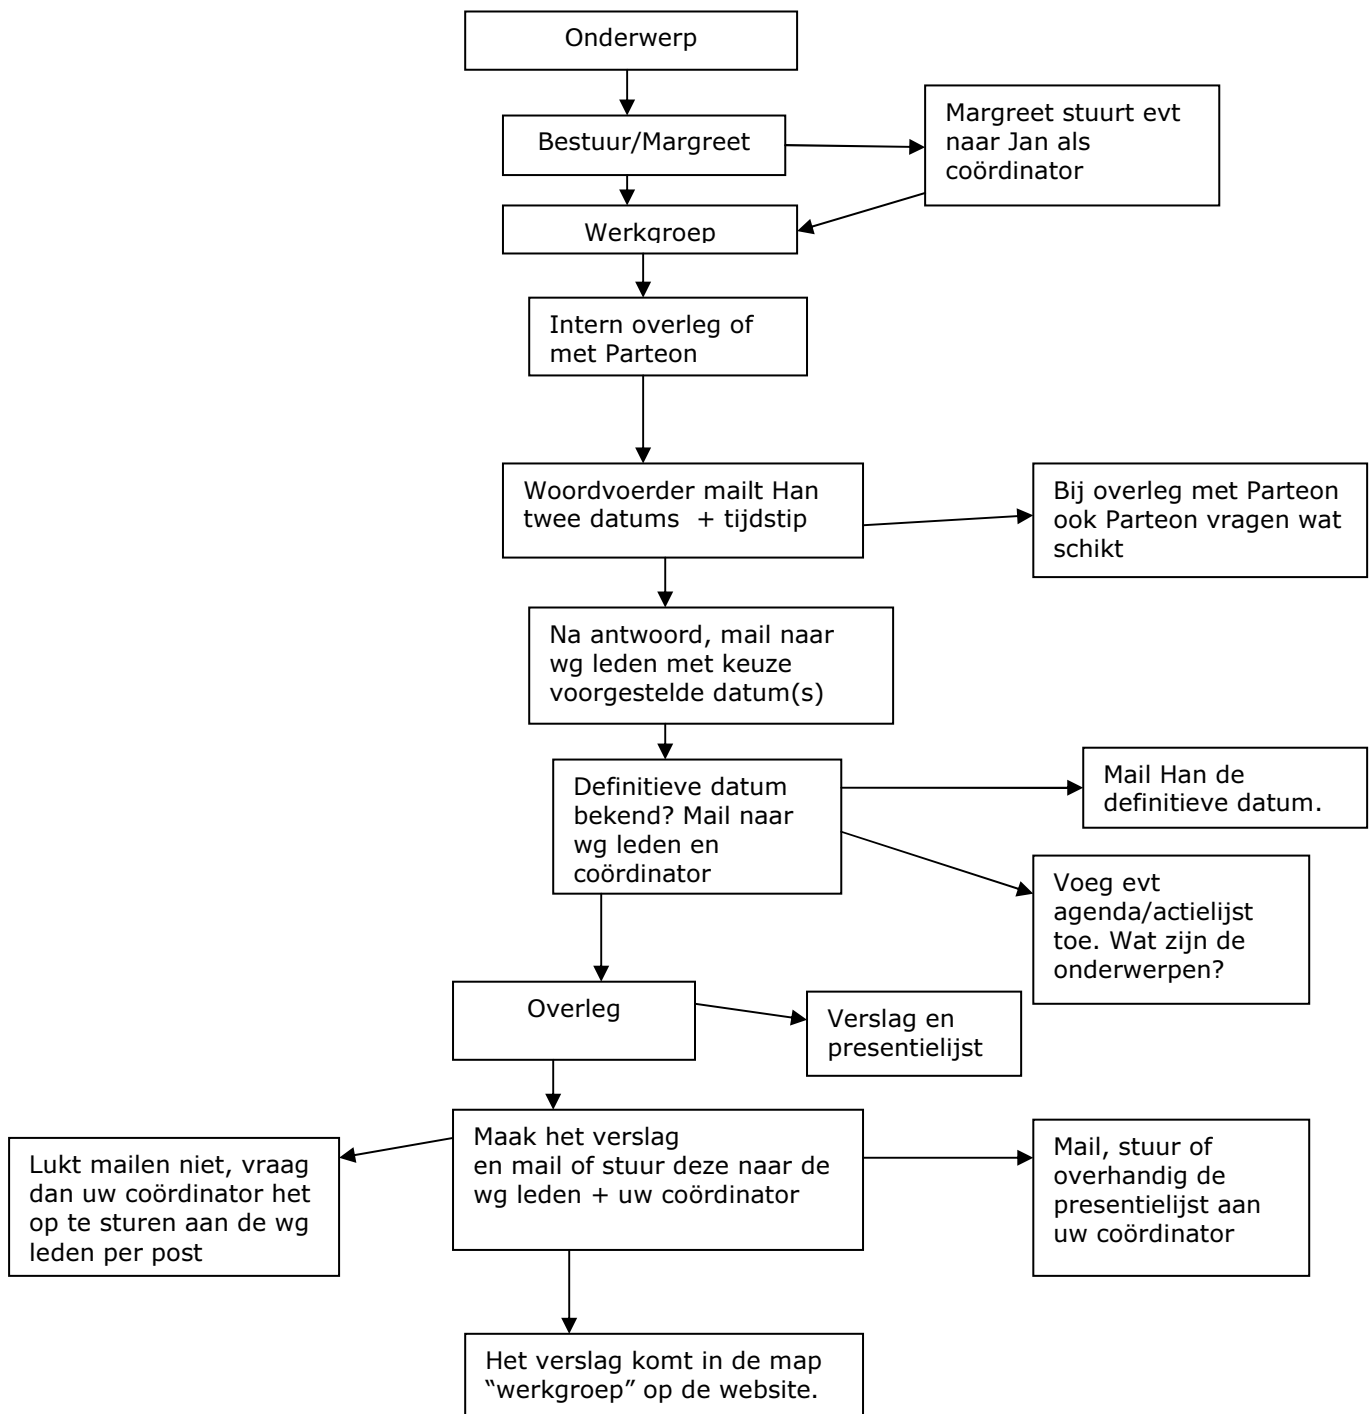 Onderwerp
Bestuur/Margreet
Margreet stuurt evt
naar Jan als
coördinator
Werkgroep
Intern overleg of
met Parteon
Woordvoerder mailt Han
twee datums + tijdstip
Bij overleg met Parteon
ook Parteon vragen wat
schikt
Na antwoord, mail naar
wg leden met keuze
voorgestelde datum(s)
Definitieve datum
bekend? Mail naar
wg leden en
coördinator
Mail Han de
definitieve datum.
Voeg evt
agenda/actielijst
toe. Wat zijn de
onderwerpen?
Overleg
Verslag en
presentielijst
Maak het verslag
en mail of stuur deze naar de
wg leden + uw coördinator
Lukt mailen niet, vraag
dan uw coördinator het
op te sturen aan de wg
leden per post
Mail, stuur of
overhandig de
presentielijst aan
uw coördinator
Het verslag komt in de map
“werkgroep” op de website.